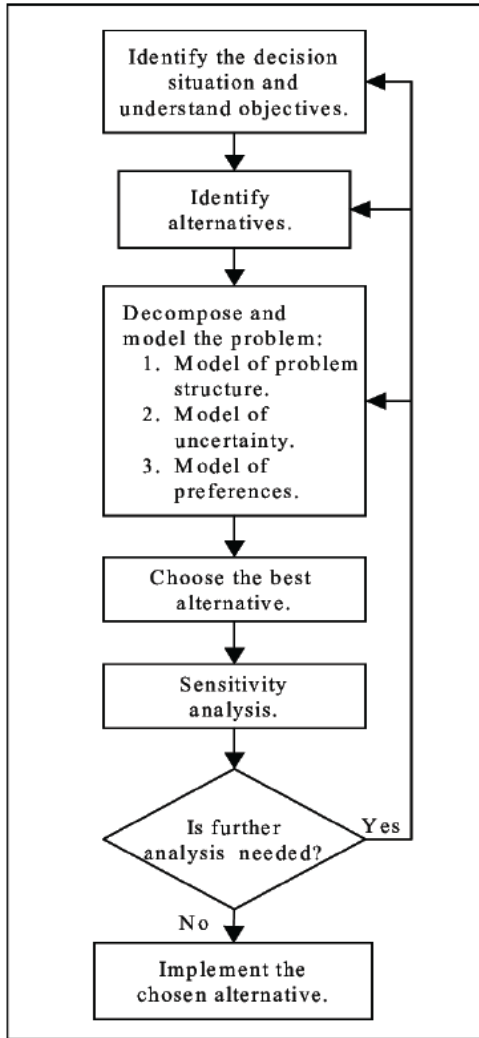 Identify the decision
situation and
understand objectives.
Identify
alternatives.
Decompose and
model the problem:
1. Model of problem
structure.
2. Model of
uncertainty.
3. Model of
preferences.
Choose the best
alternative.
Sensitivity
analysis.
Is further
analysis needed?
Yes
No
Implement the
chosen alternative.